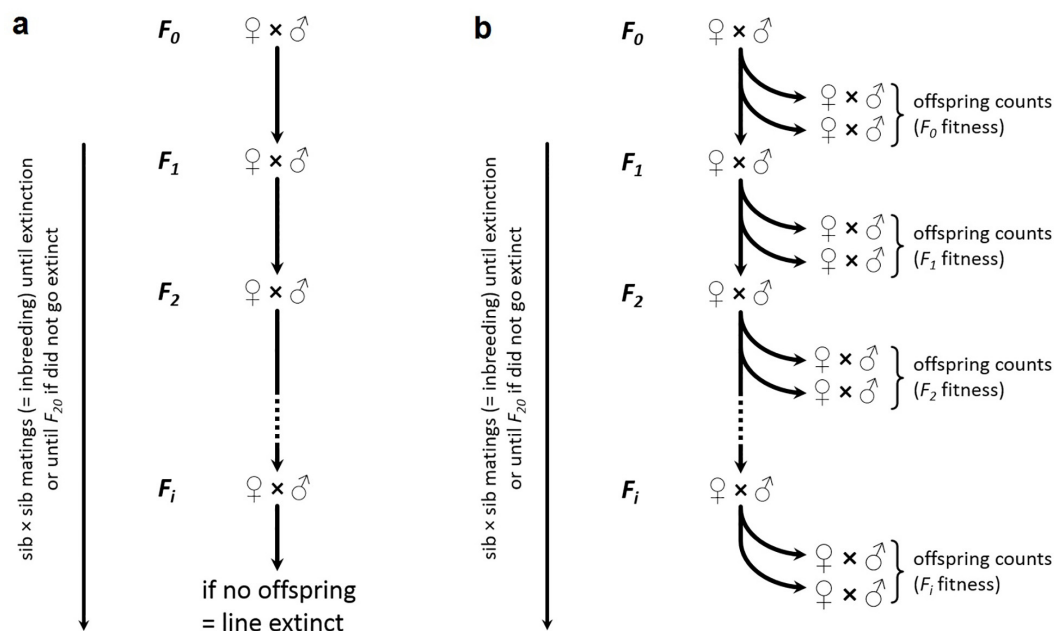 a
F0 ♀ × ♂
F1 ♀ × ♂
F2 ♀ × ♂
Fi ♀ × ♂
if no offspring
= line extinct
sib × sib matings (= inbreeding) until extinction
or until F20 if did not go extinct
b
F0 ♀ × ♂
♀ × ♂
♀ × ♂
offspring counts
(F0 fitness)
F1 ♀ × ♂
♀ × ♂
♀ × ♂
offspring counts
(F1 fitness)
F2 ♀ × ♂
♀ × ♂
♀ × ♂
offspring counts
(F2 fitness)
Fi ♀ × ♂
♀ × ♂
♀ × ♂
offspring counts
(Fi fitness)
sib × sib matings (= inbreeding) until extinction
or until F20 if did not go extinct